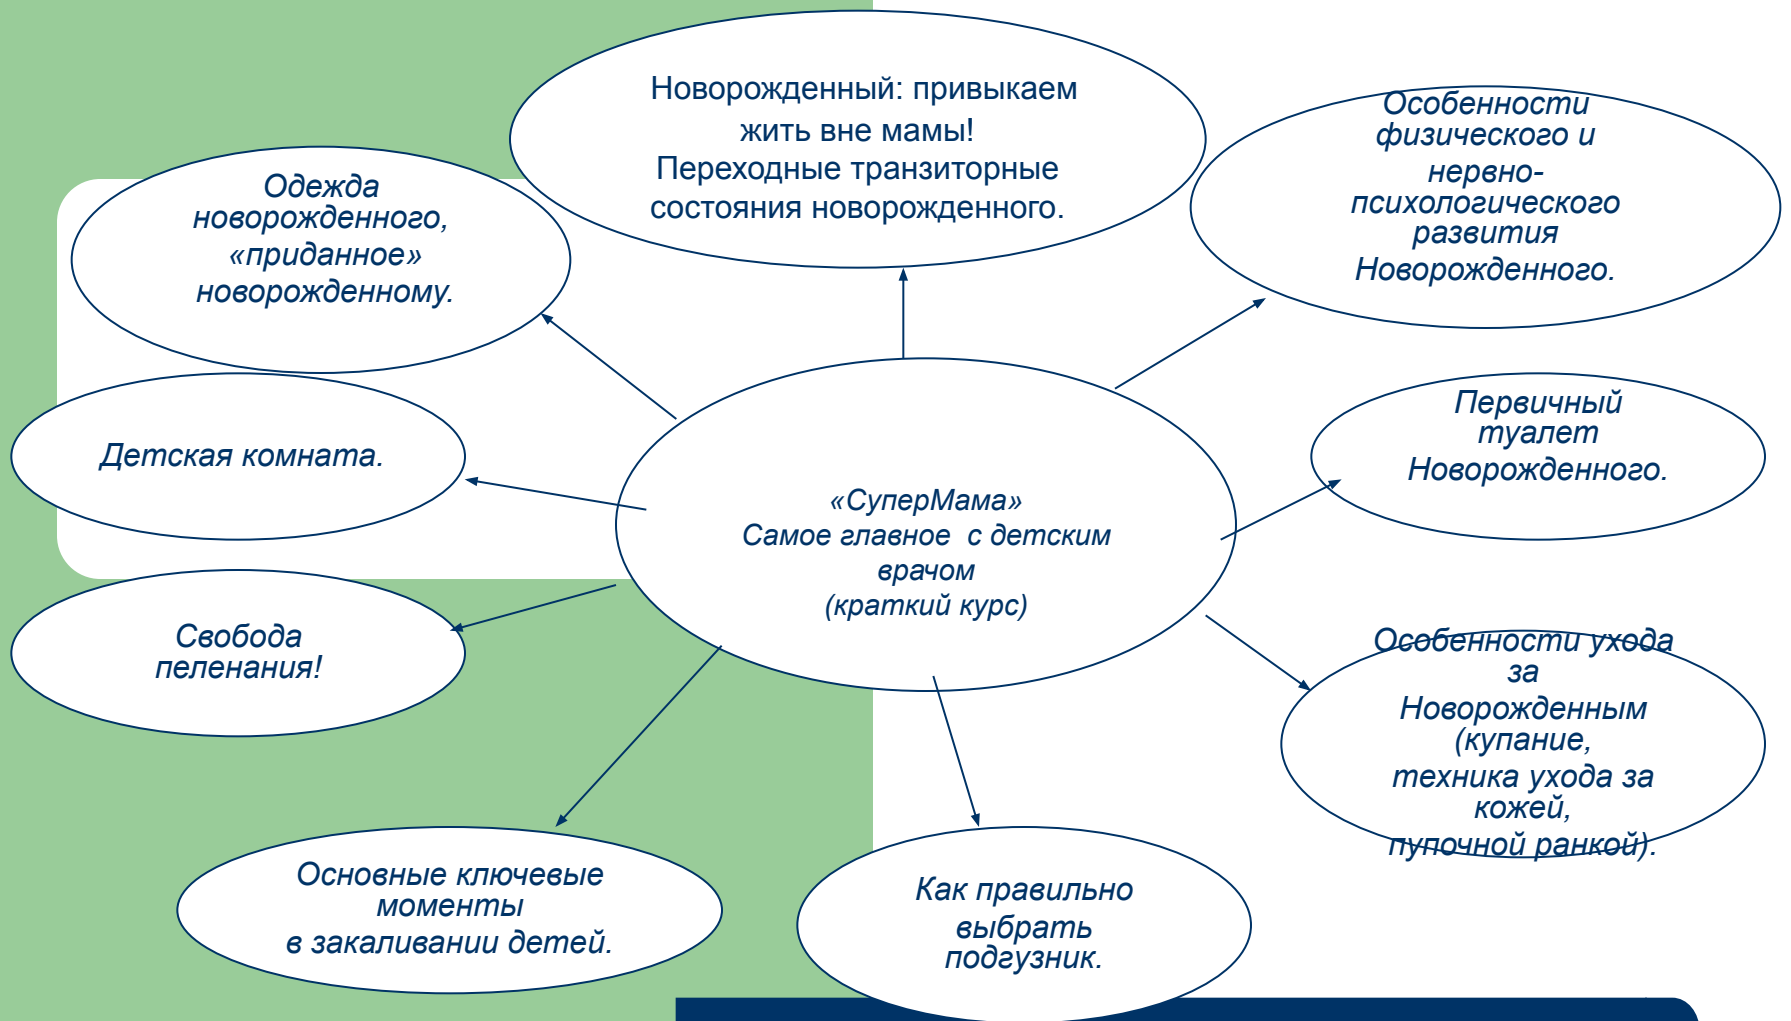 Новорожденный: привыкаем
жить вне мамы!
Переходные транзиторные
состояния новорожденного.
Особенности
физического и
нервно-
психологического
развития
Новорожденного.
Одежда
новорожденного,
«приданное»
новорожденному.
Детская комната.
Первичный
туалет
Новорожденного.
«СуперМама»
Самое главное  с детским
врачом
(краткий курс)
Свобода
пеленания!
Особенности ухода
за
Новорожденным
(купание,
техника ухода за
кожей,
пупочной ранкой).
Основные ключевые
моменты
в закаливании детей.
Как правильно
выбрать
подгузник.